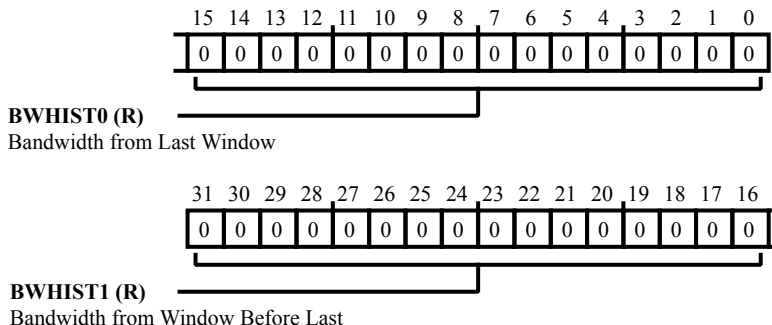 15 14 13 12 11 10 9 8 7 6 5 4 3 2 1 0
0 0 0 0 0 0 0 0 0 0 0 0 0 0 0 0
BWHIST0 (R)
Bandwidth from Last Window
31 30 29 28 27 26 25 24 23 22 21 20 19 18 17 16
0 0 0 0 0 0 0 0 0 0 0 0 0 0 0 0
BWHIST1 (R)
Bandwidth from Window Before Last